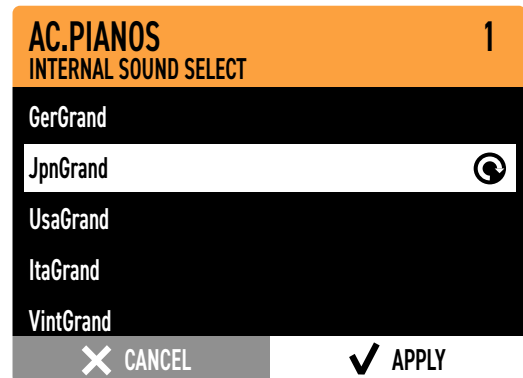 AC.PIANOS 1
INTERNAL SOUND SELECT
GerGrand
JpnGrand
UsaGrand
ItaGrand
VintGrand
CANCEL APPLY